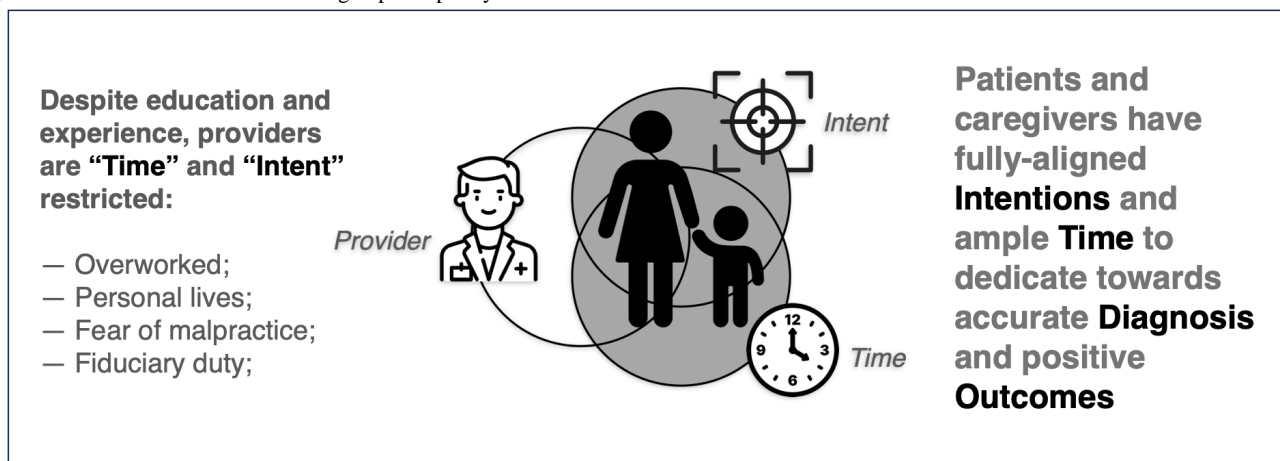 Despite education and
experience, providers
are “Time” and “Intent”
restricted:
— Overworked;
— Personal lives;
— Fear of malpractice;
— Fiduciary duty;
Provider
Intent
Time
12
9
3
6
Patients and
caregivers have
fully-aligned
Intentions and
ample Time to
dedicate towards
accurate Diagnosis
and positive
Outcomes